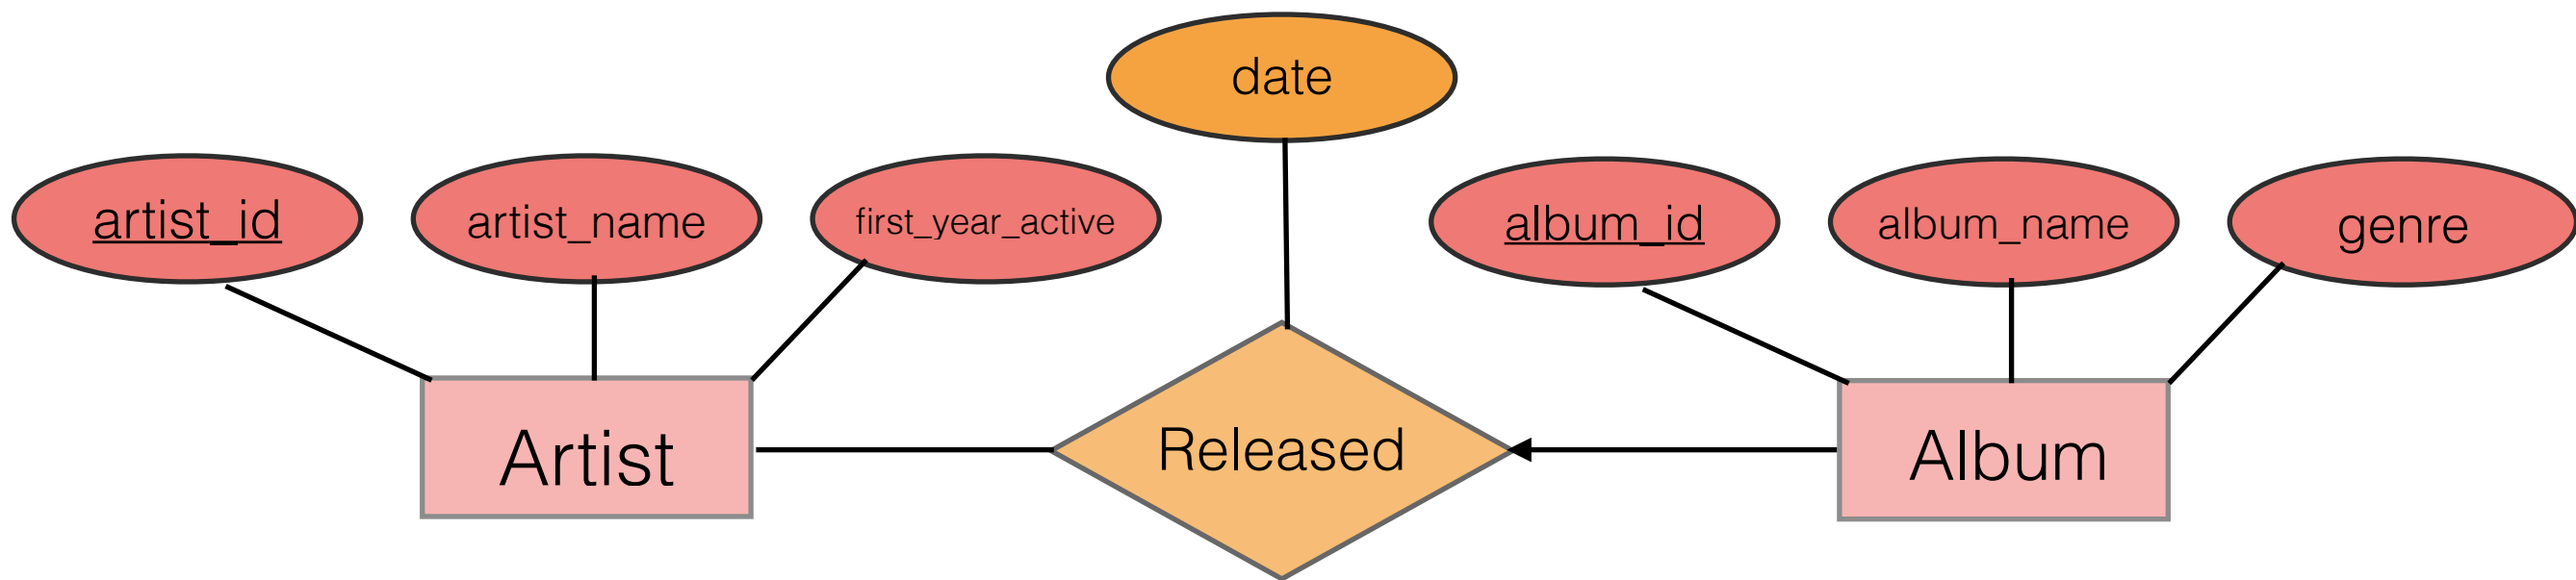 date
artist_id
artist_name
first_year_active
album_id
album_name
genre
Artist
Released
Album